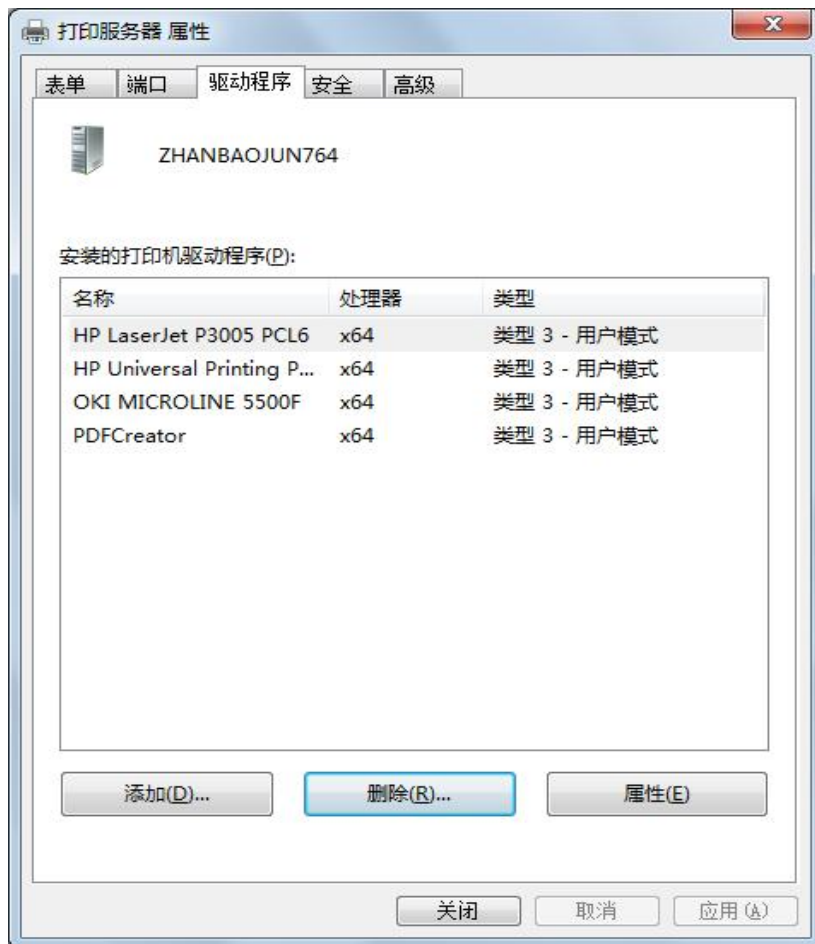 打印服务器 属性
表单 端口 驱动程序 安全 高级
ZHANBAOJUN764
安装的打印机驱动程序(P):
名称 处理器 类型
HP LaserJet P3005 PCL6 x64 类型 3 - 用户模式
HP Universal Printing P... x64 类型 3 - 用户模式
OKI MICROLINE 5500F x64 类型 3 - 用户模式
PDFCreator x64 类型 3 - 用户模式
添加(D)... 删除(R)... 属性(E)
关闭 取消 应用(A)